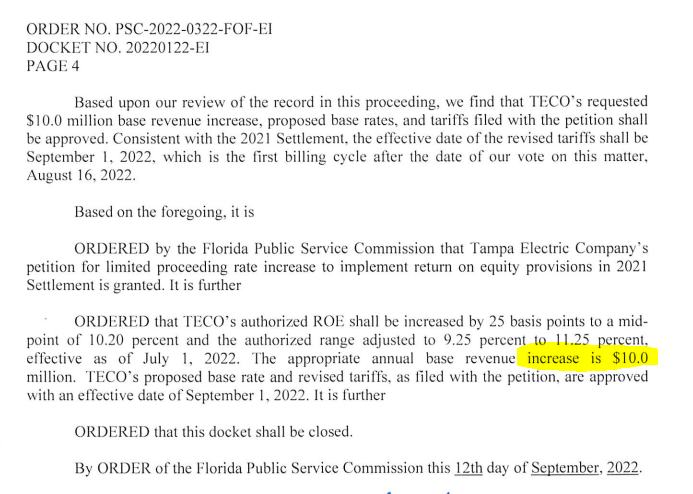 ORDER NO. PSC-2022-0322-FOF-EI
DOCKET NO. 20220122-EI
PAGE 4
Based upon our review of the record in this proceeding, we find that TECO's requested
$10.0 million base revenue increase, proposed base rates, and tariffs filed with the petition shall
be approved. Consistent with the 2021 Settlement, the effective date of the revised tariffs shall be
September 1, 2022, which is the first billing cycle after the date of our vote on this matter,
August 16, 2022.
Based on the foregoing, it is
ORDERED by the Florida Public Service Commission that Tampa Electric Company's
petition for limited proceeding rate increase to implement return on equity provisions in 2021
Settlement is granted. It is further
ORDERED that TECO's authorized ROE shall be increased by 25 basis points to a mid-
point of 10.20 percent and the authorized range adjusted to 9.25 percent to 11.25 percent,
effective as of July 1, 2022. The appropriate annual base revenue increase is $10.0
million. TECO's proposed base rate and revised tariffs, as filed with the petition, are approved
with an effective date of September 1, 2022. It is further
ORDERED that this docket shall be closed.
By ORDER of the Florida Public Service Commission this 12th day of September, 2022.